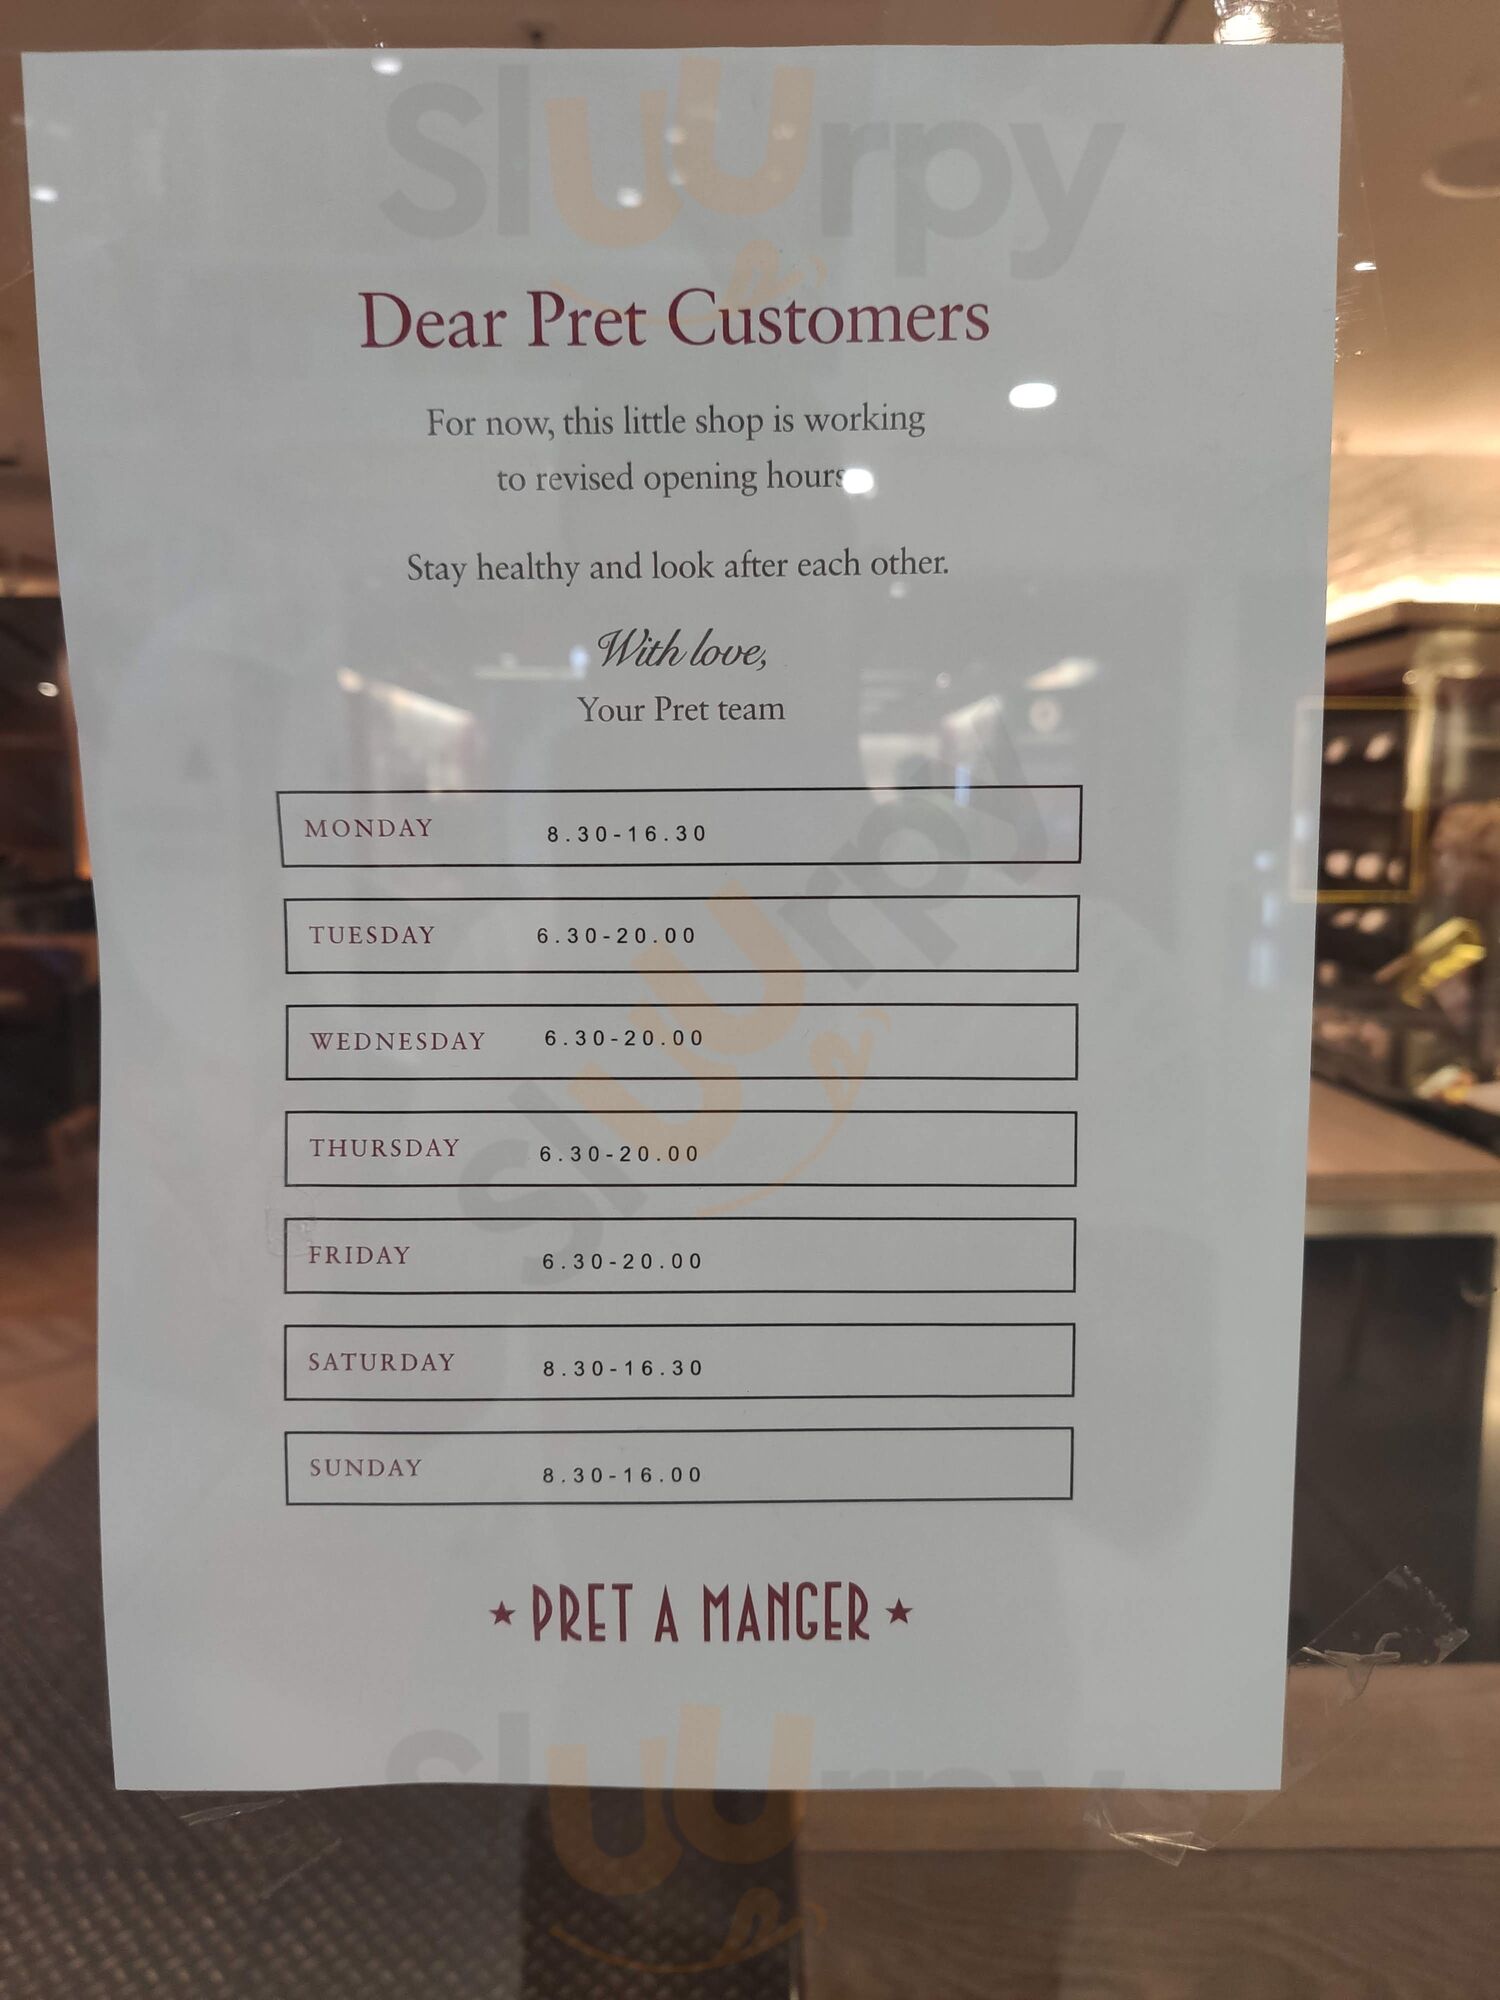 Sluurpy
Dear Pret Customers
For now, this little shop is working
to revised opening hours
Stay healthy and look after each other.
With love,
Your Pret team
MONDAY 8.30-16.30
TUESDAY 6.30-20.00
WEDNESDAY 6.30-20.00
THURSDAY 6.30-20.00
FRIDAY 6.30-20.00
SATURDAY 8.30-16.30
SUNDAY 8.30-16.00
Sluurpy
★ PRET A MANGER ★
Sluurpy